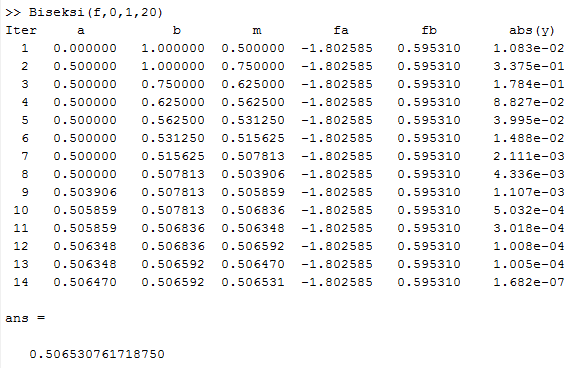 >> Biseksi(f,0,1,20)
Iter a b m fa fb abs(y)
1 0.000000 1.000000 0.500000 -1.802585 0.595310 1.083e-02
2 0.500000 1.000000 0.750000 -1.802585 0.595310 3.375e-01
3 0.500000 0.750000 0.625000 -1.802585 0.595310 1.784e-01
4 0.500000 0.625000 0.562500 -1.802585 0.595310 8.827e-02
5 0.500000 0.562500 0.531250 -1.802585 0.595310 3.995e-02
6 0.500000 0.531250 0.515625 -1.802585 0.595310 1.488e-02
7 0.500000 0.515625 0.507813 -1.802585 0.595310 2.111e-03
8 0.500000 0.507813 0.503906 -1.802585 0.595310 4.336e-03
9 0.503906 0.507813 0.505859 -1.802585 0.595310 1.107e-03
10 0.505859 0.507813 0.506836 -1.802585 0.595310 5.032e-04
11 0.505859 0.506836 0.506348 -1.802585 0.595310 3.018e-04
12 0.506348 0.506836 0.506592 -1.802585 0.595310 1.008e-04
13 0.506348 0.506592 0.506470 -1.802585 0.595310 1.005e-04
14 0.506470 0.506592 0.506531 -1.802585 0.595310 1.682e-07
ans =
0.506530761718750